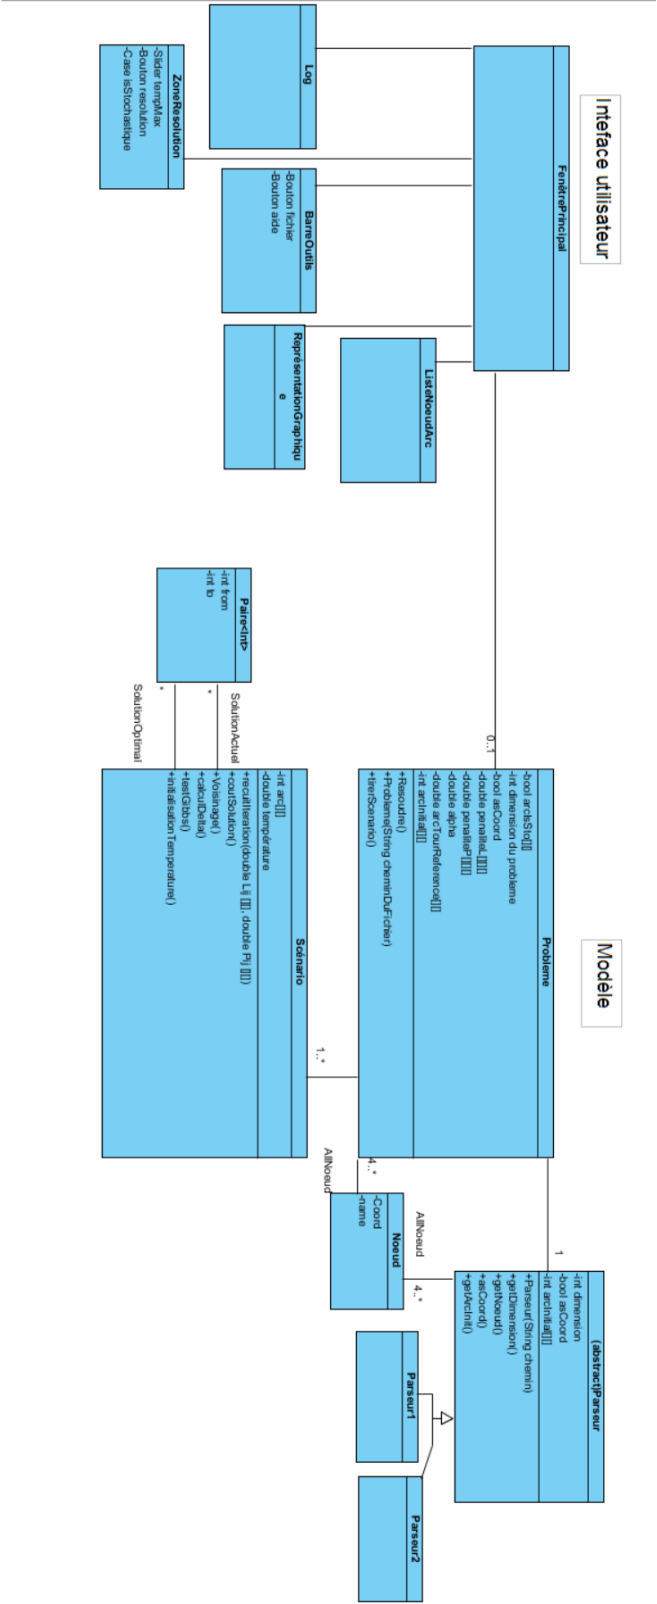 Inteface utilisateur
FenêtrePrincipal
Log
ZoneResolution
-Slider tempMax
-Bouton resolution
-Case isStochastique
BarreOutils
-Bouton fichier
-Bouton aide
ReprésentationGraphiqu
e
ListeNoeudArc
Modèle
0..1
Probleme
-bool arcIsSto[][]
-int dimension du probleme
-bool asCoord
-double penaliteL[][][]
-double penaliteP[][][]
-double alpha
-double arcTourReference[][]
-int arcInitial[][]
+Resoudre()
+Probleme(String cheminDuFichier)
+tirerScenario()
Paire<Int>
-int from
-int to
SolutionActuel
*
*
SolutionOptimal
Scénario
-int arc[][]
-double température
+recuitIteration(double Lij [][], double Pij [][])
+coutSolution()
+Voisinage()
+calculDelta()
+testGibbs()
+initialisationTemperature()
1..*
4..*
AllNoeud
Noeud
-Coord
-name
AllNoeud
4..*
1
(abstract)Parseur
-int dimension
-bool asCoord
-int arcInitial[][]
+Parseur(String chemin)
+getDimension()
+getNoeud()
+asCoord()
+getArcInit()
Parseur1
Parseur2